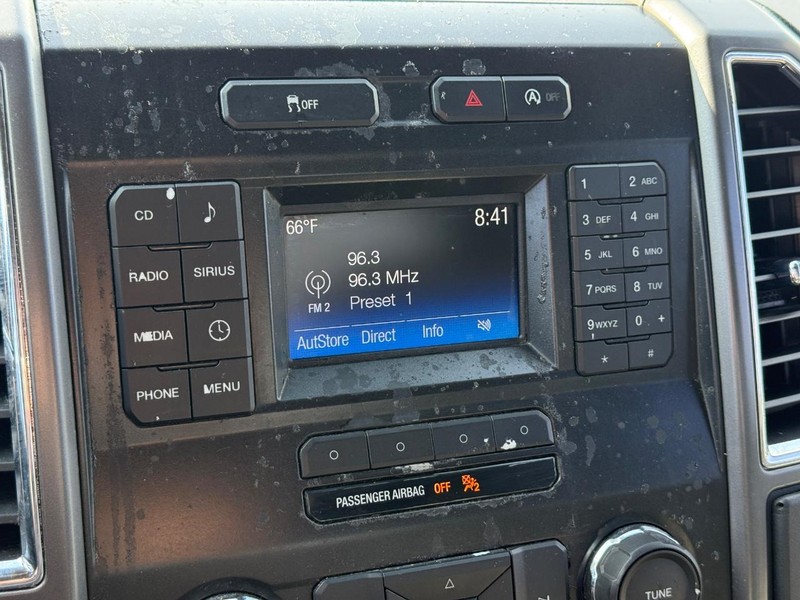 OFF
A OFF
CD
RADIO SIRIUS
MEDIA
PHONE MENU
66°F 8:41
96.3
96.3 MHz
FM 2 Preset 1
AutStore Direct Info
1 2 ABC
3 DEF 4 GHI
5 JKL 6 MNO
7 PQRS 8 TUV
9 WXYZ 0 +
* #
PASSENGER AIRBAG OFF 2
TUNE